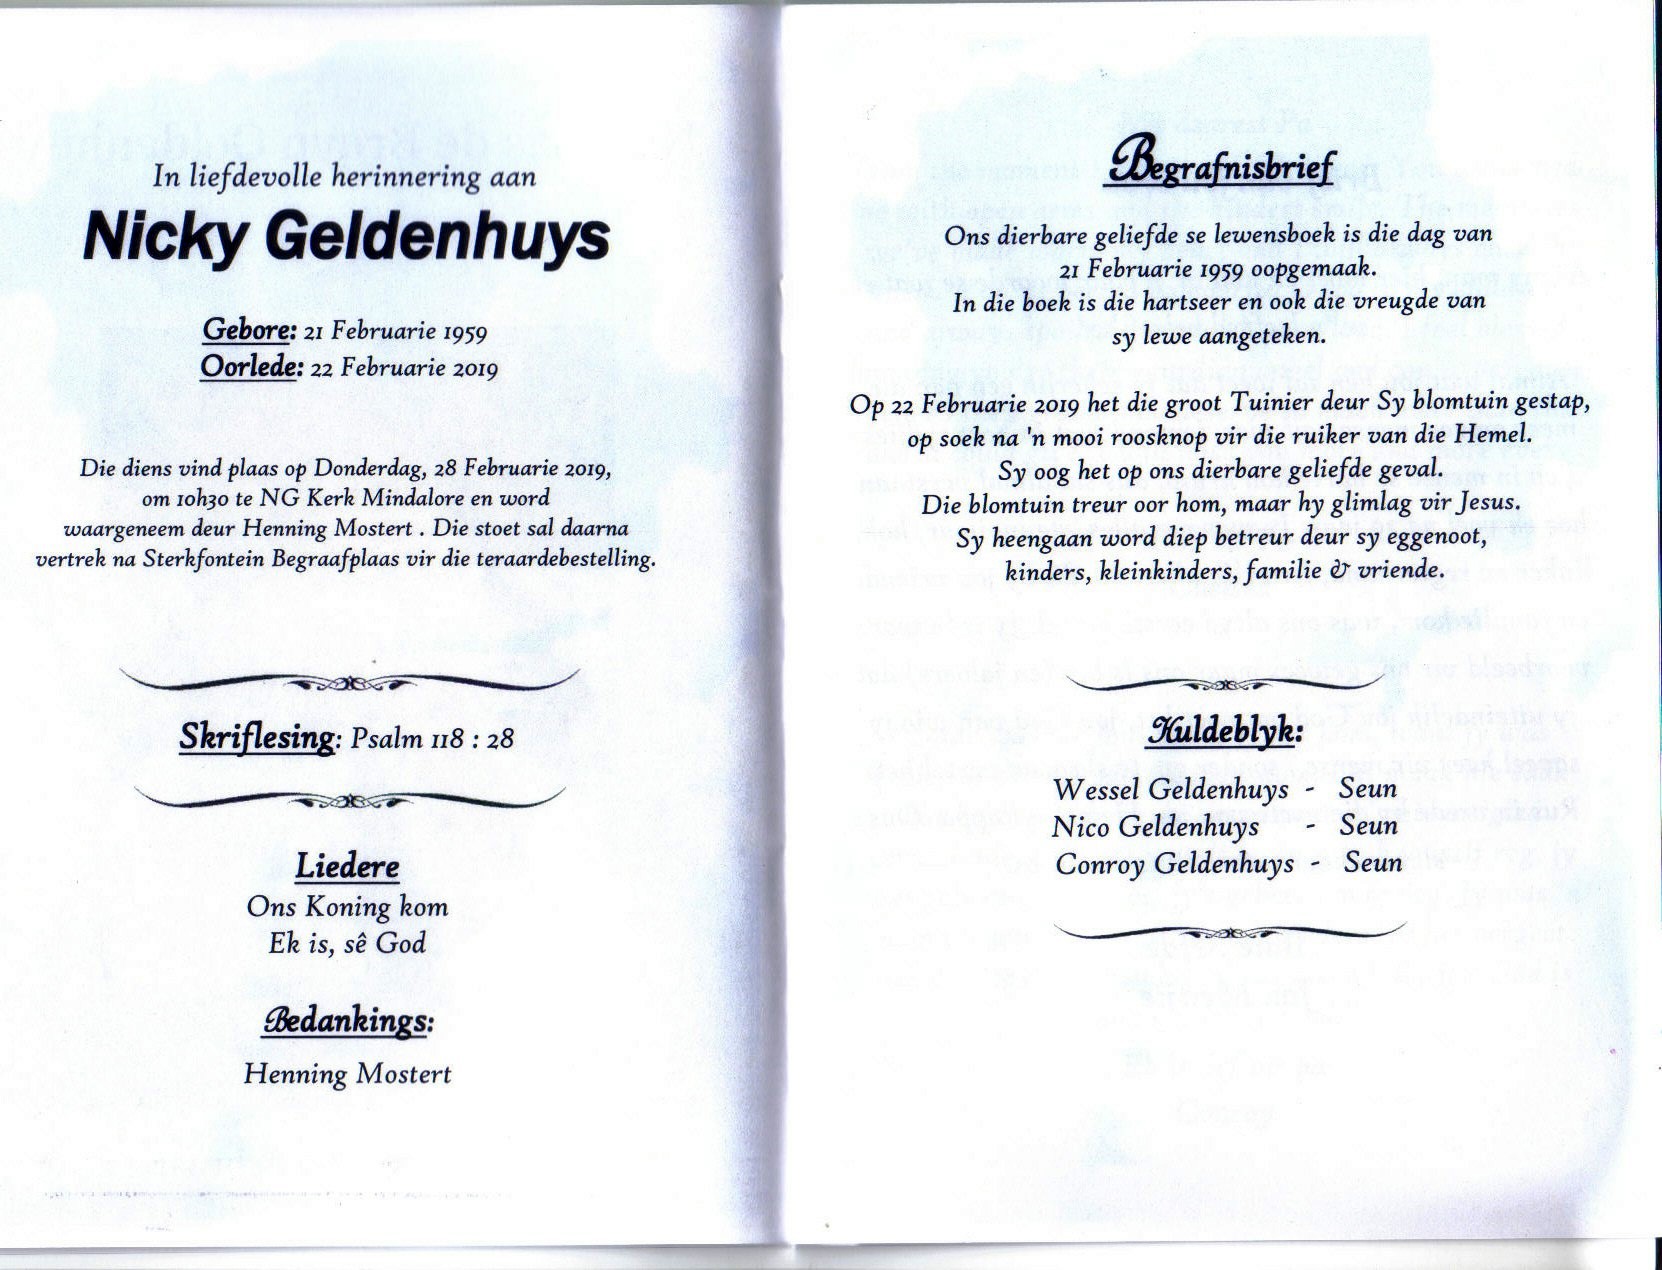 In liefdevolle herinnering aan
Nicky Geldenhuys
Gebore: 21 Februarie 1959
Oorlede: 22 Februarie 2019
Die diens vind plaas op Donderdag, 28 Februarie 2019,
om 10h30 te NG Kerk Mindalore en word
waargeneem deur Henning Mostert . Die stoet sal daarna
vertrek na Sterkfontein Begraafplaas vir die teraardebestelling.
Skriflesing: Psalm 118 : 28
Liedere
Ons Koning kom
Ek is, sê God
Bedankings:
Henning Mostert
Begrafnisbrief
Ons dierbare geliefde se lewensboek is die dag van
21 Februarie 1959 oopgemaak.
In die boek is die hartseer en ook die vreugde van
sy lewe aangeteken.
Op 22 Februarie 2019 het die groot Tuinier deur Sy blomtuin gestap,
op soek na 'n mooi roosknop vir die ruiker van die Hemel.
Sy oog het op ons dierbare geliefde geval.
Die blomtuin treur oor hom, maar hy glimlag vir Jesus.
Sy heengaan word diep betreur deur sy eggenoot,
kinders, kleinkinders, familie & vriende.
Huldeblyk:
Wessel Geldenhuys - Seun
Nico Geldenhuys - Seun
Conroy Geldenhuys - Seun